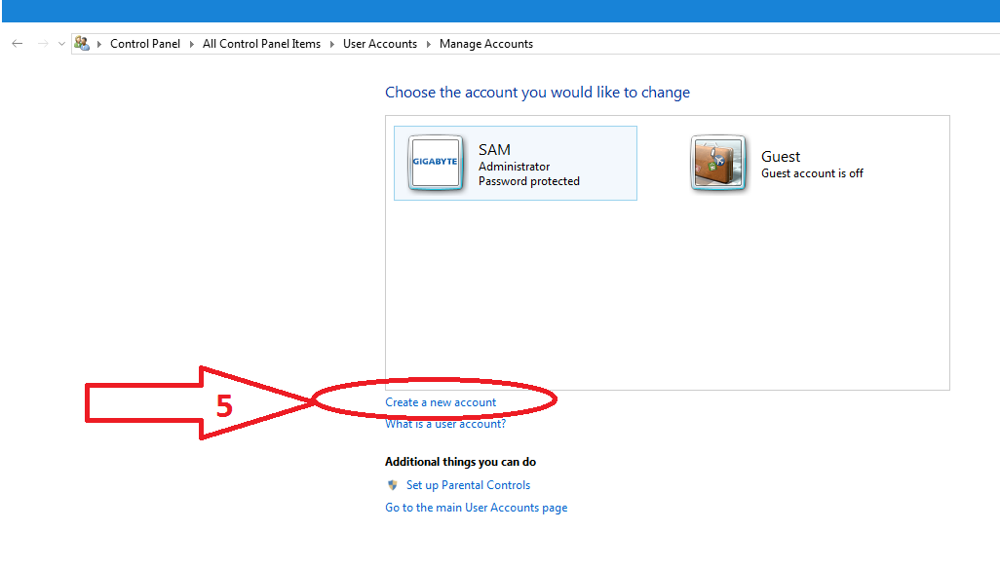 Control Panel All Control Panel Items User Accounts Manage Accounts
Choose the account you would like to change
GIGABYTE
SAM
Administrator
Password protected
Guest
Guest account is off
5
Create a new account
What is a user account?
Additional things you can do
Set up Parental Controls
Go to the main User Accounts page